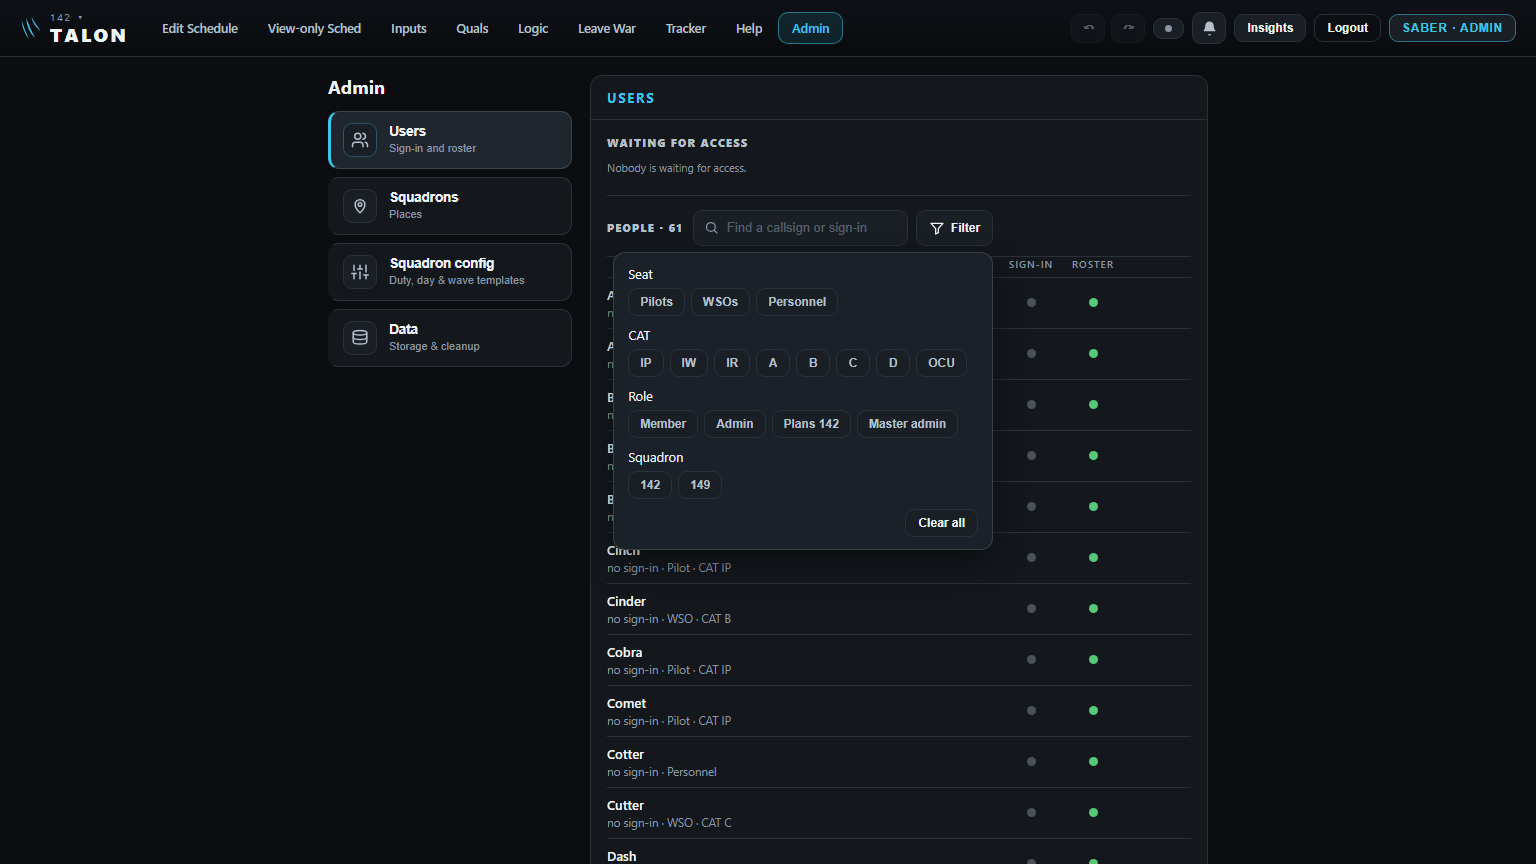 142 ▾
TALON
Edit Schedule
View-only Sched
Inputs
Quals
Logic
Leave War
Tracker
Help
Admin
Insights
Logout
SABER · ADMIN
Admin
Users
Sign-in and roster
Squadrons
Places
Squadron config
Duty, day & wave templates
Data
Storage & cleanup
USERS
WAITING FOR ACCESS
Nobody is waiting for access.
PEOPLE · 61
Find a callsign or sign-in
Filter
SIGN-IN
ROSTER
Seat
Pilots
WSOs
Personnel
CAT
IP
IW
IR
A
B
C
D
OCU
Role
Member
Admin
Plans 142
Master admin
Squadron
142
149
Clear all
Cinch
no sign-in · Pilot · CAT IP
Cinder
no sign-in · WSO · CAT B
Cobra
no sign-in · Pilot · CAT IP
Comet
no sign-in · Pilot · CAT IP
Cotter
no sign-in · Personnel
Cutter
no sign-in · WSO · CAT C
Dash